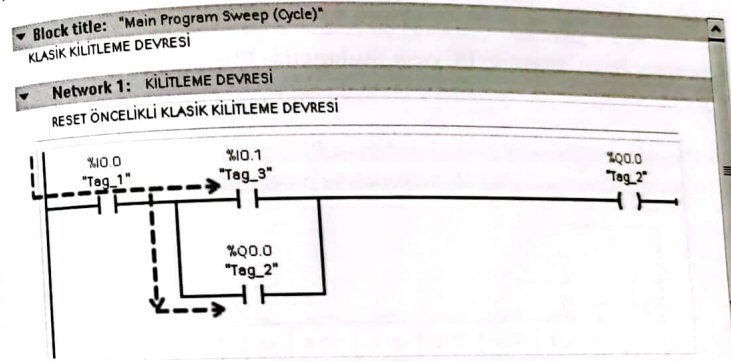 Block title: "Main Program Sweep (Cycle)"
KLASİK KİLİTLEME DEVRESİ
Network 1: KİLİTLEME DEVRESİ
RESET ÖNCELİKLİ KLASİK KİLİTLEME DEVRESİ
%I0.0 %I0.1 %Q0.0
"Tag_1" "Tag_3" "Tag_2"
%Q0.0
"Tag_2"